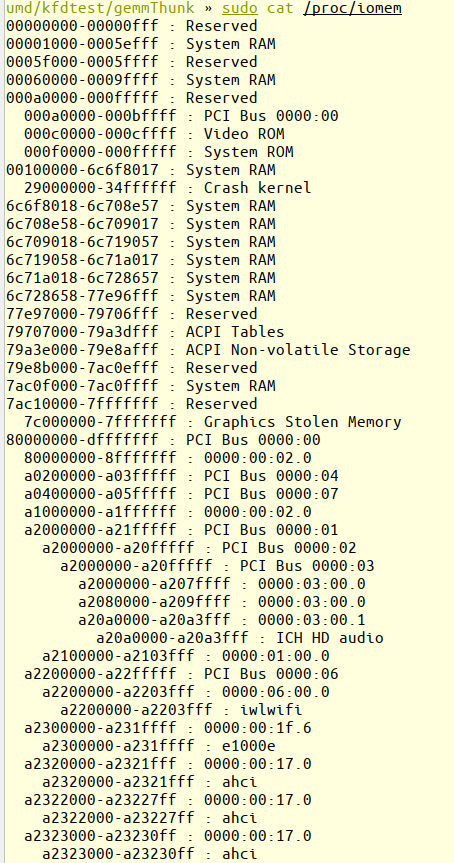 umd/kfdtest/gemmThunk » sudo cat /proc/iomem
00000000-00000fff : Reserved
00001000-0005efff : System RAM
0005f000-0005ffff : Reserved
00060000-0009ffff : System RAM
000a0000-000fffff : Reserved
  000a0000-000bffff : PCI Bus 0000:00
  000c0000-000cffff : Video ROM
  000f0000-000fffff : System ROM
00100000-6c6f8017 : System RAM
  29000000-34ffffff : Crash kernel
6c6f8018-6c708e57 : System RAM
6c708e58-6c709017 : System RAM
6c709018-6c719057 : System RAM
6c719058-6c71a017 : System RAM
6c71a018-6c728657 : System RAM
6c728658-77e96fff : System RAM
77e97000-79706fff : Reserved
79707000-79a3dfff : ACPI Tables
79a3e000-79e8afff : ACPI Non-volatile Storage
79e8b000-7ac0efff : Reserved
7ac0f000-7ac0ffff : System RAM
7ac10000-7fffffff : Reserved
  7c000000-7fffffff : Graphics Stolen Memory
80000000-dfffffff : PCI Bus 0000:00
  80000000-8fffffff : 0000:00:02.0
  a0200000-a03fffff : PCI Bus 0000:04
  a0400000-a05fffff : PCI Bus 0000:07
  a1000000-a1ffffff : 0000:00:02.0
  a2000000-a21fffff : PCI Bus 0000:01
    a2000000-a20fffff : PCI Bus 0000:02
      a2000000-a20fffff : PCI Bus 0000:03
        a2000000-a207ffff : 0000:03:00.0
        a2080000-a209ffff : 0000:03:00.0
        a20a0000-a20a3fff : 0000:03:00.1
          a20a0000-a20a3fff : ICH HD audio
    a2100000-a2103fff : 0000:01:00.0
  a2200000-a22fffff : PCI Bus 0000:06
    a2200000-a2203fff : 0000:06:00.0
      a2200000-a2203fff : iwlwifi
  a2300000-a231ffff : 0000:00:1f.6
    a2300000-a231ffff : e1000e
  a2320000-a2321fff : 0000:00:17.0
    a2320000-a2321fff : ahci
  a2322000-a23227ff : 0000:00:17.0
    a2322000-a23227ff : ahci
  a2323000-a23230ff : 0000:00:17.0
    a2323000-a23230ff : ahci